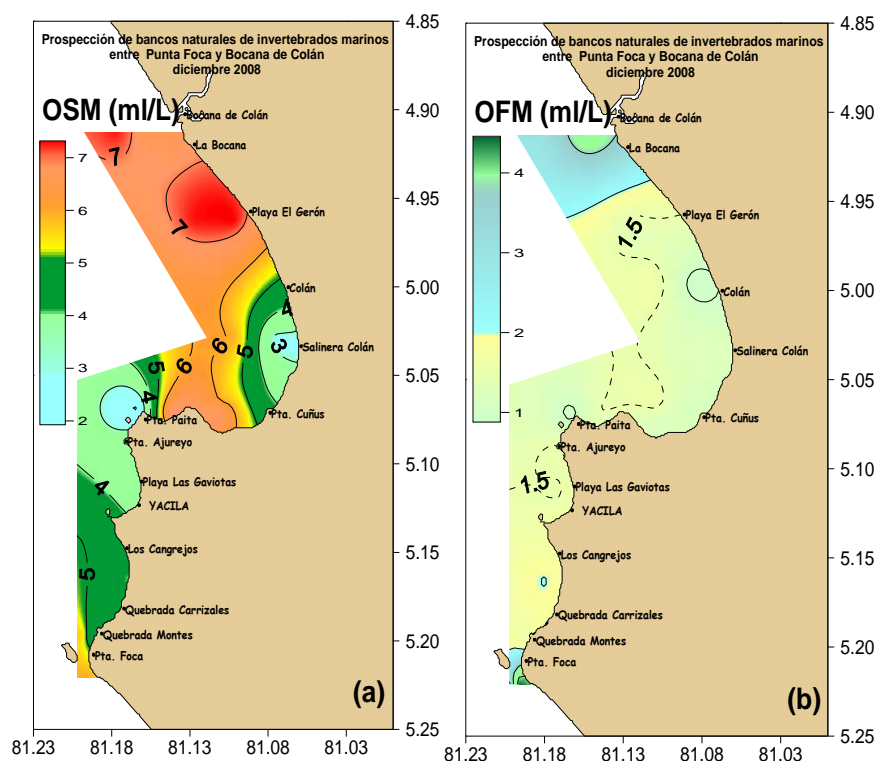 Prospección de bancos naturales de invertebrados marinos
entre Punta Foca y Bocana de Colán
diciembre 2008
OSM (ml/L)
7
6
5
4
3
2
Bocana de Colán
La Bocana
7
Playa El Gerón
7
Colán
4
Salinera Colán
3
5
6
6
5
4
Pta. Cuñus
Pta. Paita
Pta. Ajureyo
Playa Las Gaviotas
4
YACILA
Los Cangrejos
5
Quebrada Carrizales
Quebrada Montes
Pta. Foca
(a)
4.85
4.90
4.95
5.00
5.05
5.10
5.15
5.20
5.25
81.23
81.18
81.13
81.08
81.03
Prospección de bancos naturales de invertebrados marinos
entre Punta Foca y Bocana de Colán
diciembre 2008
OFM (ml/L)
4
3
2
1
Bocana de Colán
La Bocana
Playa El Gerón
1.5
Colán
Salinera Colán
Pta. Cuñus
Pta. Paita
Pta. Ajureyo
Playa Las Gaviotas
1.5
YACILA
Los Cangrejos
Quebrada Carrizales
Quebrada Montes
Pta. Foca
(b)
4.85
4.90
4.95
5.00
5.05
5.10
5.15
5.20
5.25
81.23
81.18
81.13
81.08
81.03